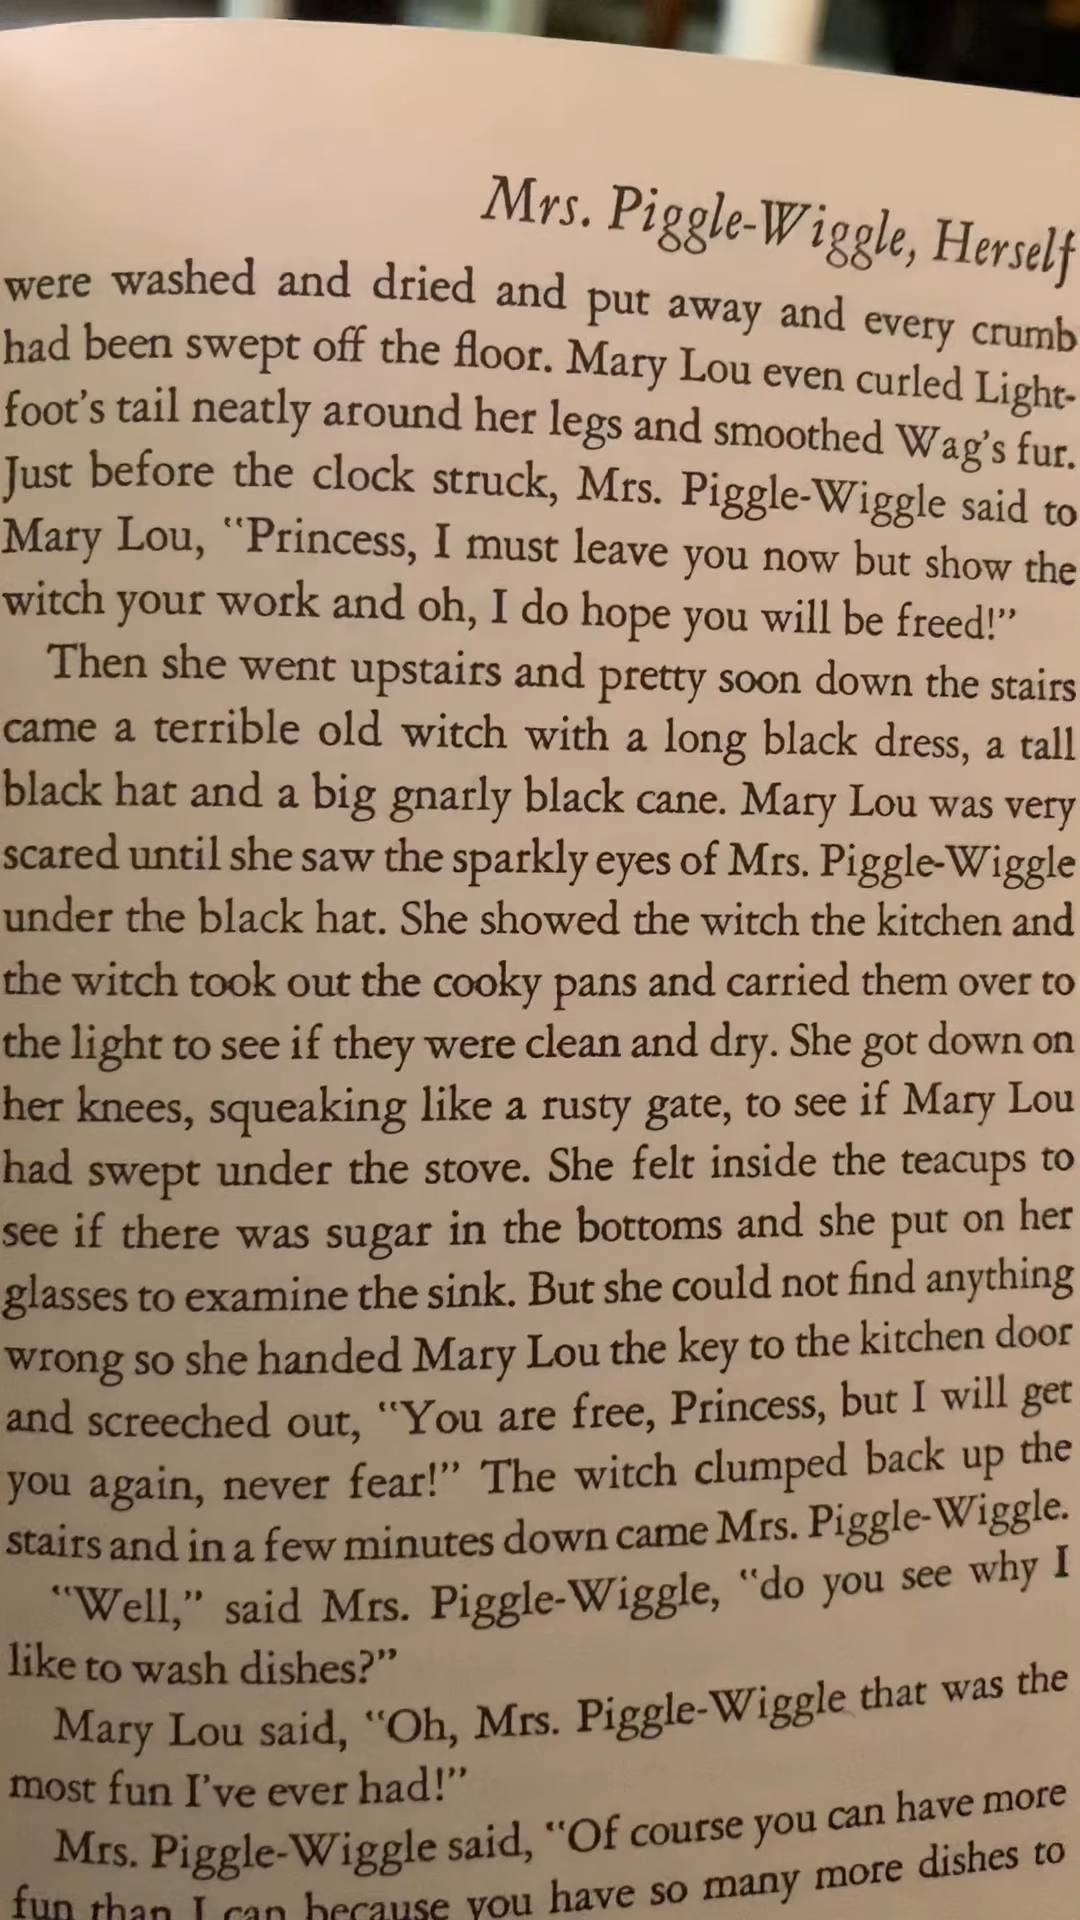 Mrs. Piggle-Wiggle, Herself
were washed and dried and put away and every crumb
had been swept off the floor. Mary Lou even curled Light-
foot's tail neatly around her legs and smoothed Wag's fur.
Just before the clock struck, Mrs. Piggle-Wiggle said to
Mary Lou, “Princess, I must leave you now but show the
witch your work and oh, I do hope you will be freed!”
Then she went upstairs and pretty soon down the stairs
came a terrible old witch with a long black dress, a tall
black hat and a big gnarly black cane. Mary Lou was very
scared until she saw the sparkly eyes of Mrs. Piggle-Wiggle
under the black hat. She showed the witch the kitchen and
the witch took out the cooky pans and carried them over to
the light to see if they were clean and dry. She got down on
her knees, squeaking like a rusty gate, to see if Mary Lou
had swept under the stove. She felt inside the teacups to
see if there was sugar in the bottoms and she put on her
glasses to examine the sink. But she could not find anything
wrong so she handed Mary Lou the key to the kitchen door
and screeched out, “You are free, Princess, but I will get
you again, never fear!” The witch clumped back up the
stairs and in a few minutes down came Mrs. Piggle-Wiggle.
“Well,” said Mrs. Piggle-Wiggle, “do you see why I
like to wash dishes?”
Mary Lou said, “Oh, Mrs. Piggle-Wiggle that was the
most fun I've ever had!”
Mrs. Piggle-Wiggle said, “Of course you can have more
fun than I can because you have so many more dishes to